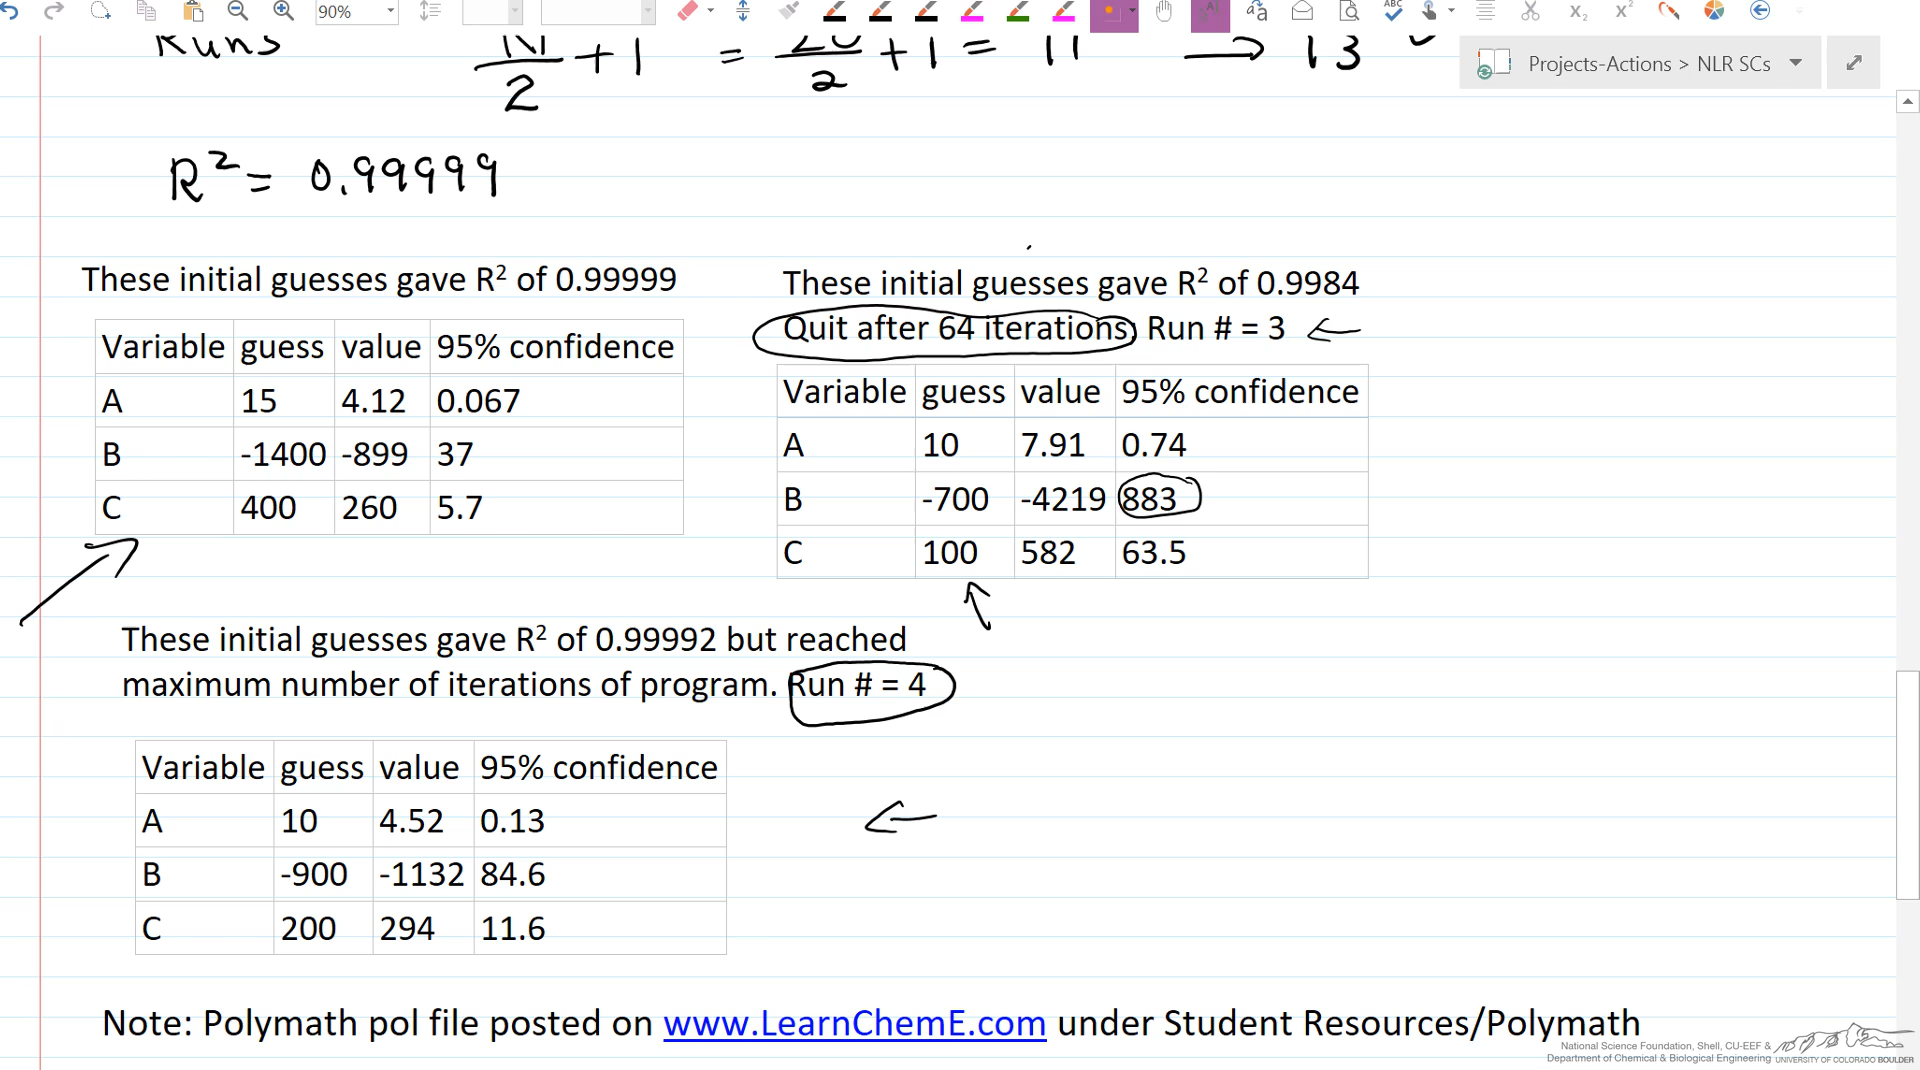 90%
Projects-Actions > NLR SCs
Runs N/2 + 1 = 20/2 + 1 = 11 → 13
R² = 0.99999
These initial guesses gave R² of 0.99999
Variable guess value 95% confidence
A 15 4.12 0.067
B -1400 -899 37
C 400 260 5.7
These initial guesses gave R² of 0.9984
Quit after 64 iterations, Run # = 3 ←
Variable guess value 95% confidence
A 10 7.91 0.74
B -700 -4219 883
C 100 582 63.5
These initial guesses gave R² of 0.99992 but reached
maximum number of iterations of program. Run # = 4
Variable guess value 95% confidence
A 10 4.52 0.13
B -900 -1132 84.6
C 200 294 11.6
Note: Polymath pol file posted on www.LearnChemE.com under Student Resources/Polymath
National Science Foundation, Shell, CU-EEF &
Department of Chemical & Biological Engineering UNIVERSITY OF COLORADO BOULDER